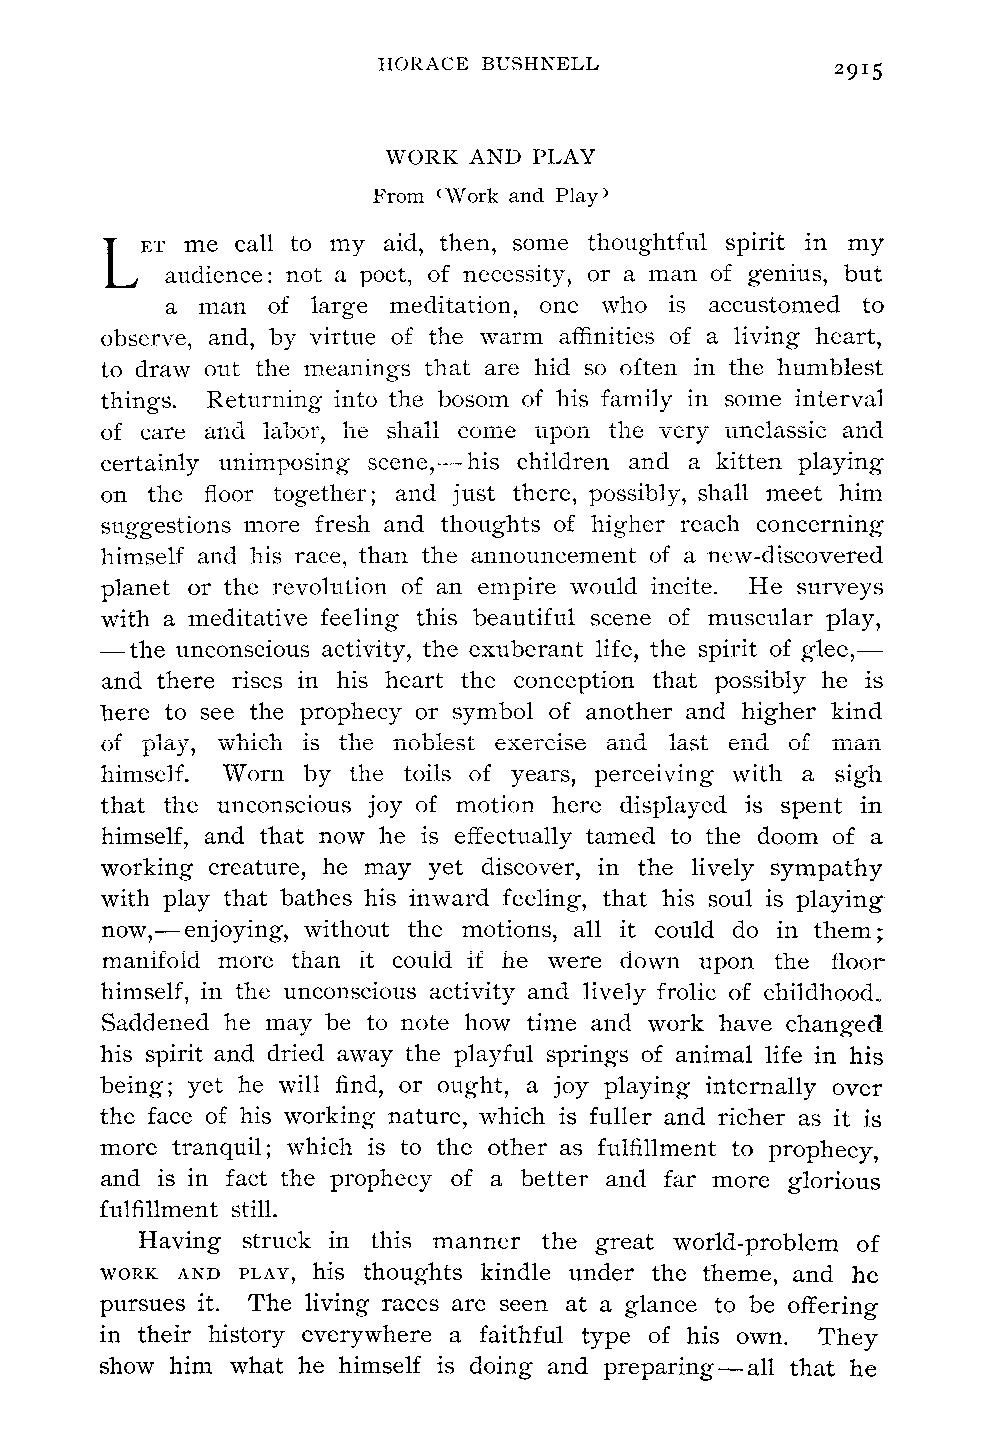 HORACE BUSHNELL 2915
WORK AND PLAY
From ‹Work and Play›
LET me call to my aid, then, some thoughtful spirit in my
audience: not a poet, of necessity, or a man of genius, but
a man of large meditation, one who is accustomed to
observe, and, by virtue of the warm affinities of a living heart,
to draw out the meanings that are hid so often in the humblest
things. Returning into the bosom of his family in some interval
of care and labor, he shall come upon the very unclassic and
certainly unimposing scene,—his children and a kitten playing
on the floor together; and just there, possibly, shall meet him
suggestions more fresh and thoughts of higher reach concerning
himself and his race, than the announcement of a new-discovered
planet or the revolution of an empire would incite. He surveys
with a meditative feeling this beautiful scene of muscular play,
—the unconscious activity, the exuberant life, the spirit of glee,—
and there rises in his heart the conception that possibly he is
here to see the prophecy or symbol of another and higher kind
of play, which is the noblest exercise and last end of man
himself. Worn by the toils of years, perceiving with a sigh
that the unconscious joy of motion here displayed is spent in
himself, and that now he is effectually tamed to the doom of a
working creature, he may yet discover, in the lively sympathy
with play that bathes his inward feeling, that his soul is playing
now,—enjoying, without the motions, all it could do in them;
manifold more than it could if he were down upon the floor
himself, in the unconscious activity and lively frolic of childhood.
Saddened he may be to note how time and work have changed
his spirit and dried away the playful springs of animal life in his
being; yet he will find, or ought, a joy playing internally over
the face of his working nature, which is fuller and richer as it is
more tranquil; which is to the other as fulfillment to prophecy,
and is in fact the prophecy of a better and far more glorious
fulfillment still.
Having struck in this manner the great world-problem of
WORK AND PLAY, his thoughts kindle under the theme, and he
pursues it. The living races are seen at a glance to be offering
in their history everywhere a faithful type of his own. They
show him what he himself is doing and preparing—all that he